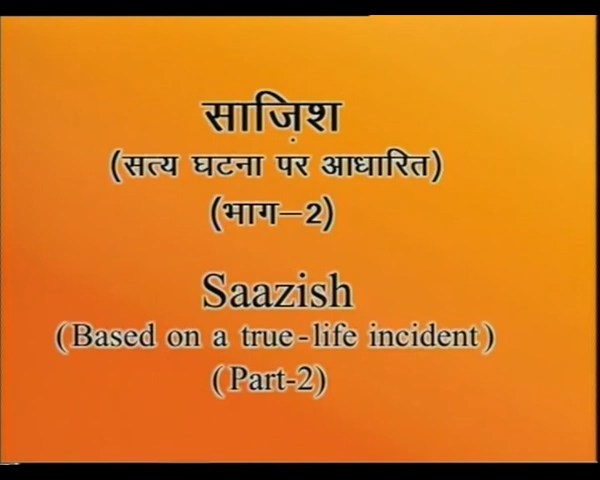 साज़िश
(सत्य घटना पर आधारित)
(भाग–2)
Saazish
(Based on a true-life incident)
(Part-2)